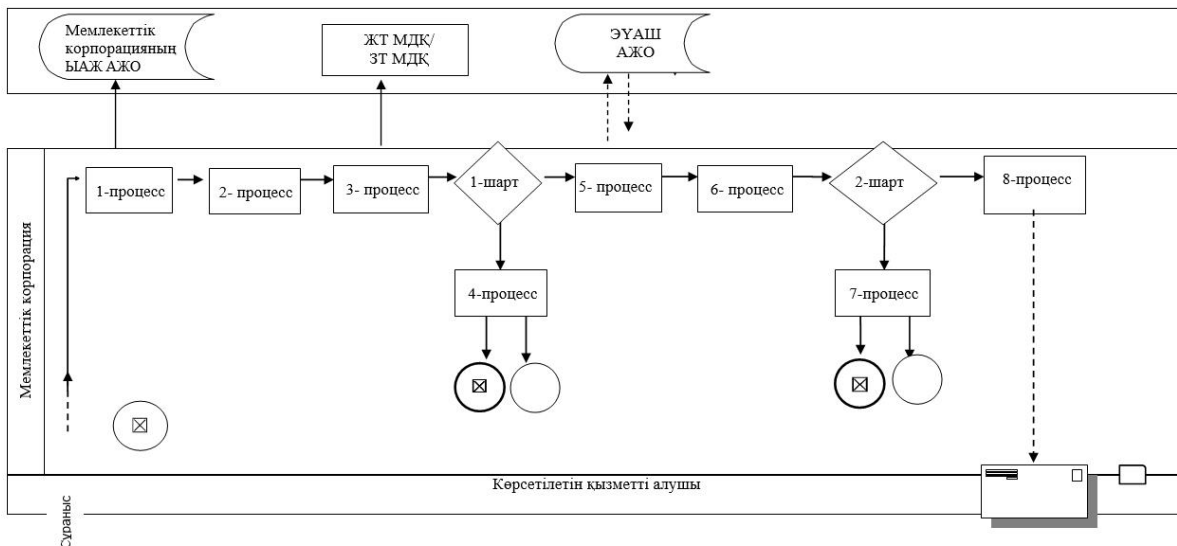 Мемлекеттік
корпорацияның
ЫАЖ АЖО
ЖТ МДҚ/
ЗТ МДҚ
ЭҮАШ
АЖО
Мемлекеттік корпорация
1-процесс
2- процесс
3- процесс
1-шарт
5- процесс
6- процесс
2-шарт
8-процесс
4-процесс
7-процесс
Көрсетілетін қызметті алушы
Сұраныс